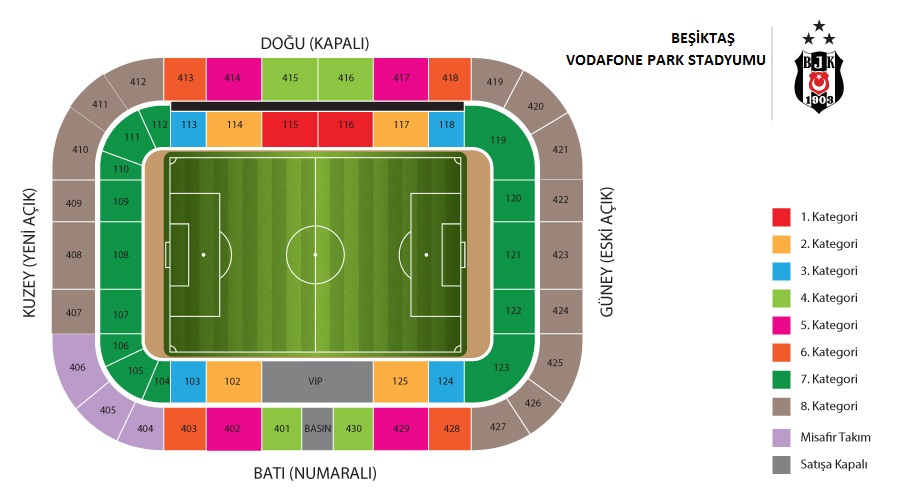 BEŞİKTAŞ
VODAFONE PARK STADYUMU
BJK
1903
DOĞU (KAPALI)
412 413 414 415 416 417 418 419
411 420
112 113 114 115 116 117 118
111 119
410 421
110
409 109 120 422
KUZEY (YENİ AÇIK)
GÜNEY (ESKİ AÇIK)
408 108 121 423
407 107 122 424
106
406 105 104 103 102 VIP 125 124 123 425
405 426
404 403 402 401 BASIN 430 429 428 427
BATI (NUMARALI)
1. Kategori
2. Kategori
3. Kategori
4. Kategori
5. Kategori
6. Kategori
7. Kategori
8. Kategori
Misafir Takım
Satışa Kapalı